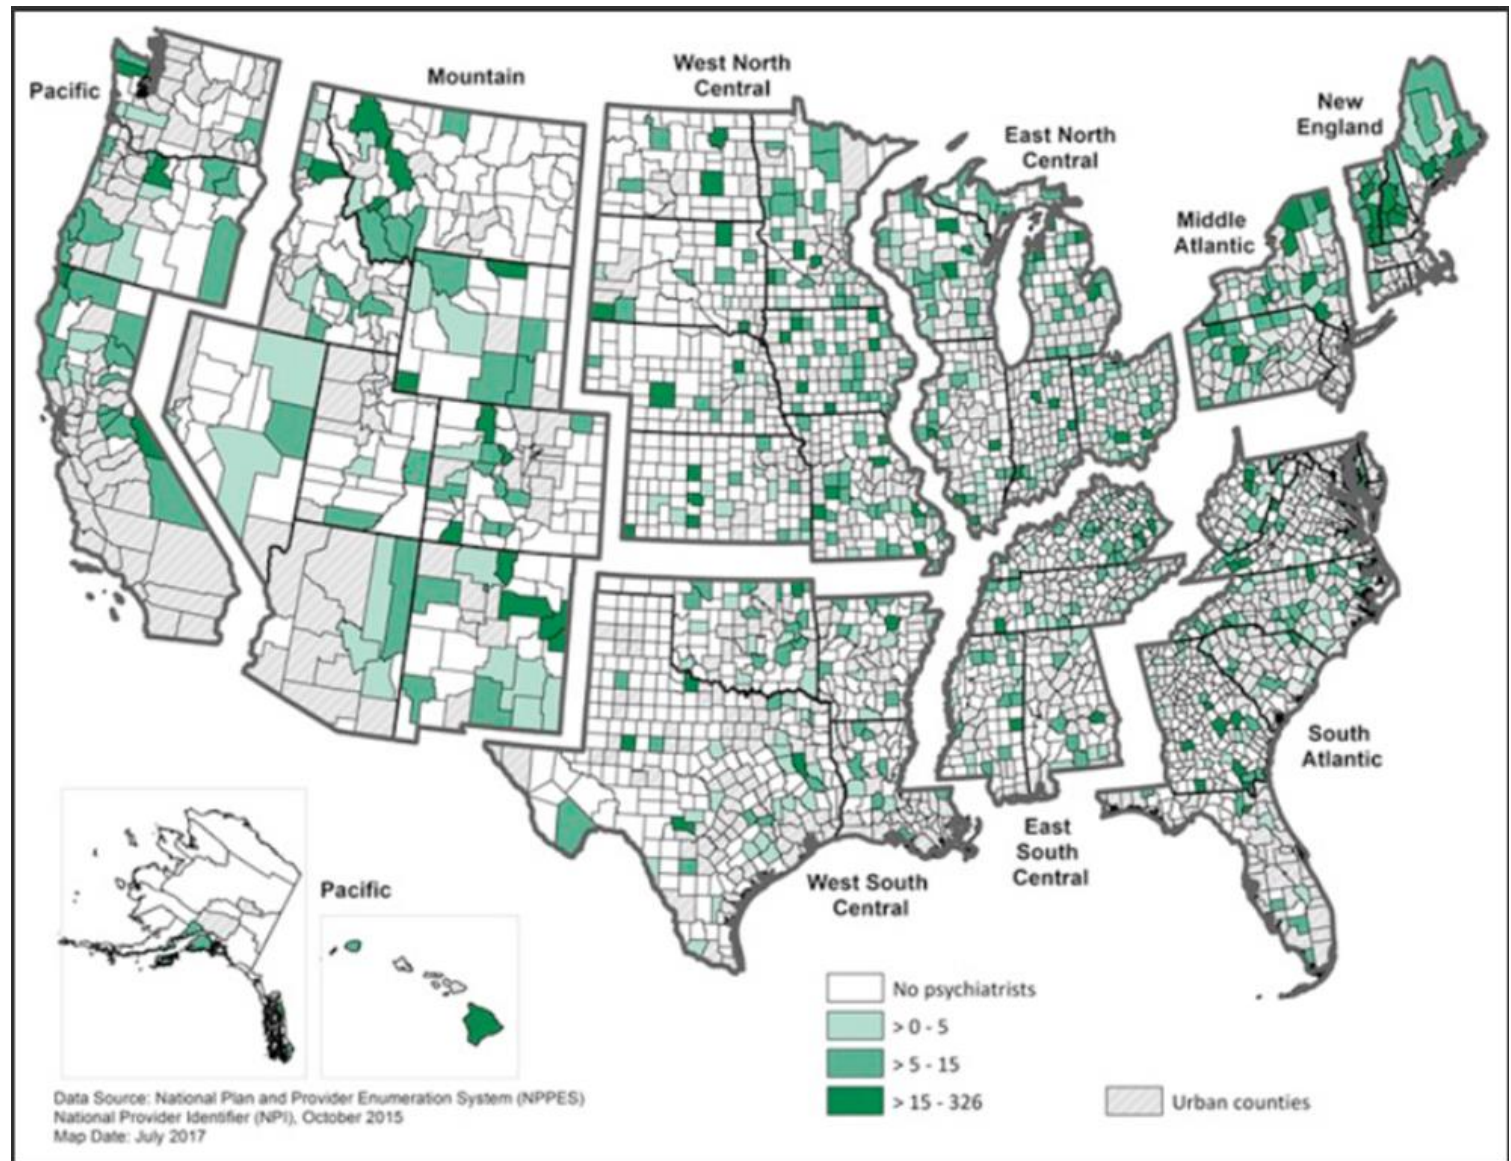 Pacific
Mountain
West North
Central
East North
Central
New
England
Middle
Atlantic
South
Atlantic
East
South
Central
West South
Central
Pacific
No psychiatrists
> 0 - 5
> 5 - 15
> 15 - 326
Urban counties
Data Source: National Plan and Provider Enumeration System (NPPES)
National Provider Identifier (NPI), October 2015
Map Date: July 2017